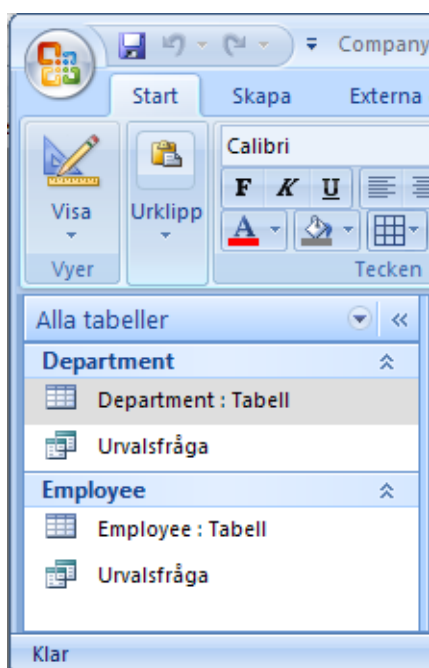 Company
Start Skapa Externa
Calibri
F K U
Visa Urklipp
A
Vyer Tecken
Alla tabeller
Department
Department : Tabell
Urvalsfråga
Employee
Employee : Tabell
Urvalsfråga
Klar